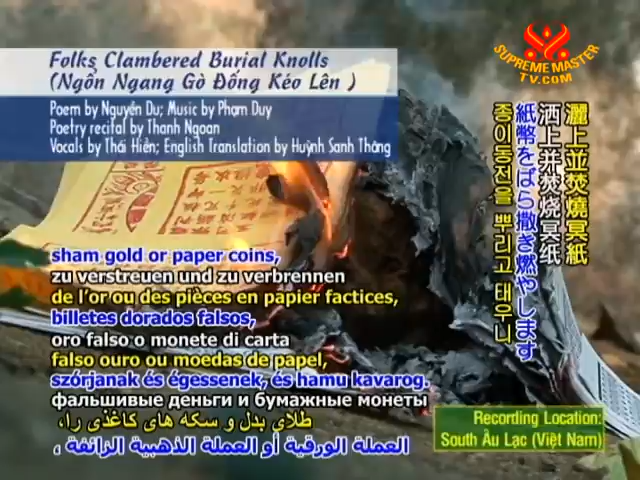 Folks Clambered Burial Knolls
(Ngổn Ngang Gò Đống Kéo Lên )
Poem by Nguyễn Du; Music by Phạm Duy
Poetry recital by Thanh Ngoan
Vocals by Thái Hiền; English Translation by Huỳnh Sanh Thông
SUPREME MASTER
TV.COM
灑上並焚燒冥紙
洒上并焚烧冥纸
紙幣をばら撒き燃やします
종이동전을 뿌리고 태우니
sham gold or paper coins,
zu verstreuen und zu verbrennen
de l'or ou des pièces en papier factices,
billetes dorados falsos,
oro falso o monete di carta
falso ouro ou moedas de papel,
szórjanak és égessenek, és hamu kavarog.
фальшивые деньги и бумажные монеты
طلای بدل و سکه های کاغذی را،
العملة الورقية أو العملة الذهبية الزائفة ،
Recording Location:
South Âu Lạc (Việt Nam)